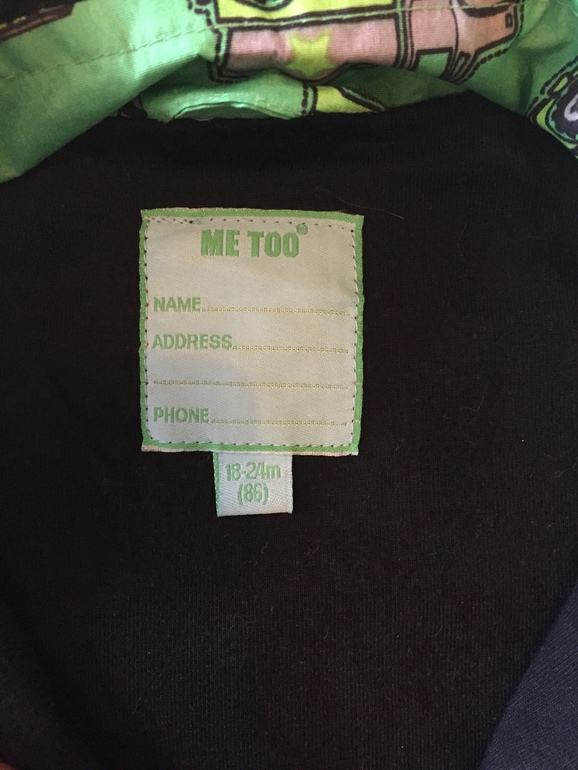 ME TOO®
NAME
ADDRESS
PHONE
18-24m
(86)